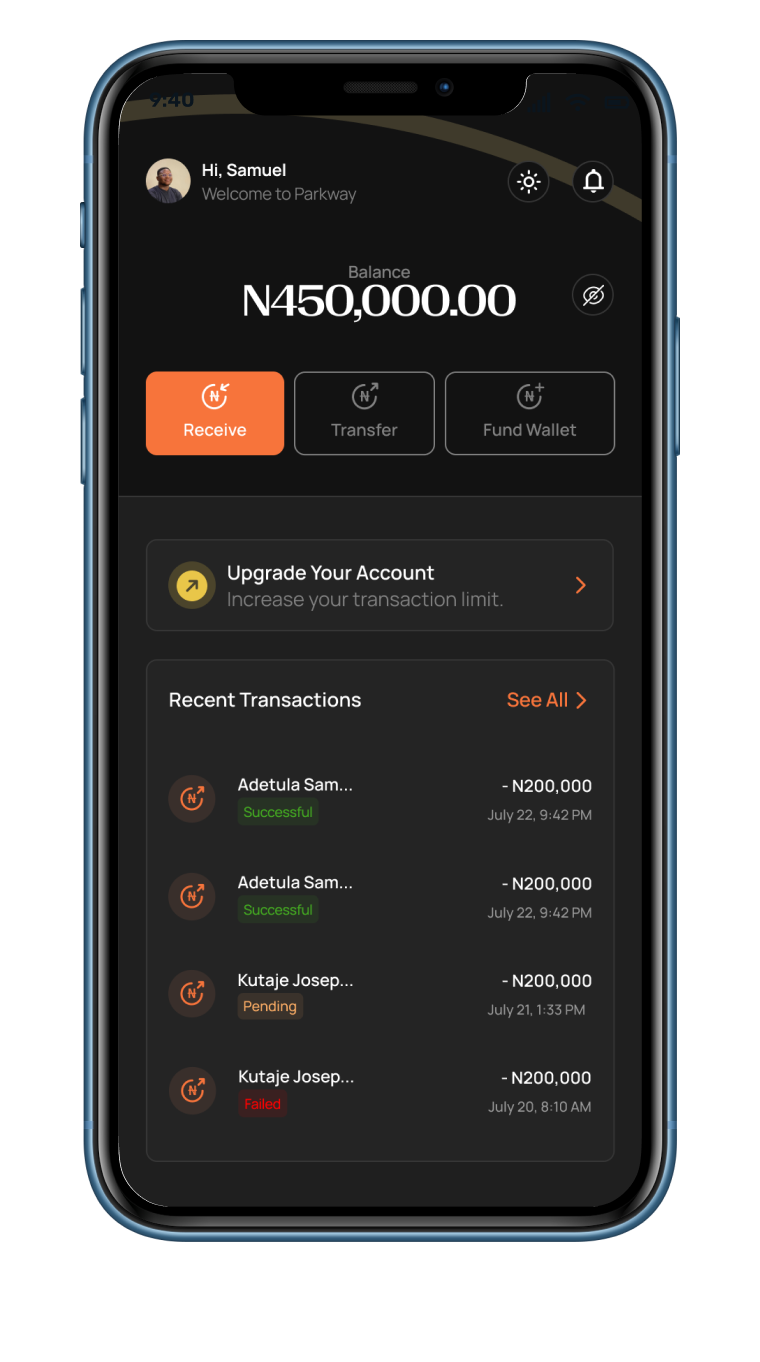 9:40
Hi, Samuel
Welcome to Parkway
Balance
N450,000.00
Receive
Transfer
Fund Wallet
Upgrade Your Account
Increase your transaction limit.
Recent Transactions
See All
Adetula Sam...
- N200,000
Successful
July 22, 9:42 PM
Adetula Sam...
- N200,000
Successful
July 22, 9:42 PM
Kutaje Josep...
- N200,000
Pending
July 21, 1:33 PM
Kutaje Josep...
- N200,000
Failed
July 20, 8:10 AM